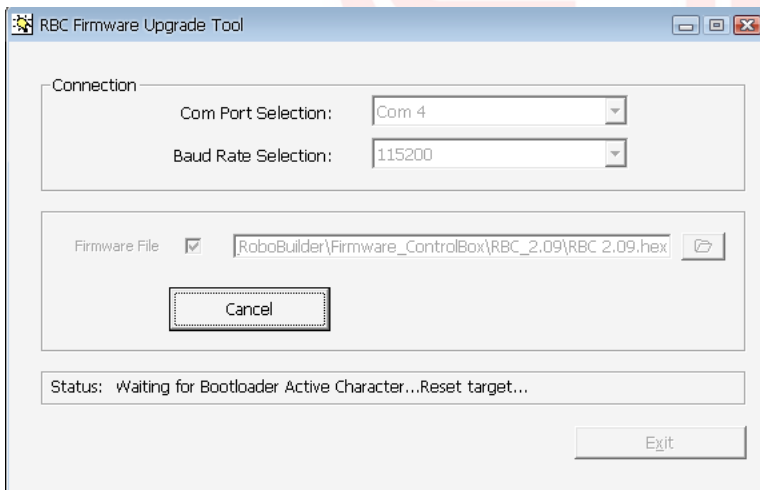 RBC Firmware Upgrade Tool
Connection
Com Port Selection: Com 4
Baud Rate Selection: 115200
Firmware File RoboBuilder\Firmware_ControlBox\RBC_2.09\RBC 2.09.hex
Cancel
Status: Waiting for Bootloader Active Character...Reset target...
Exit